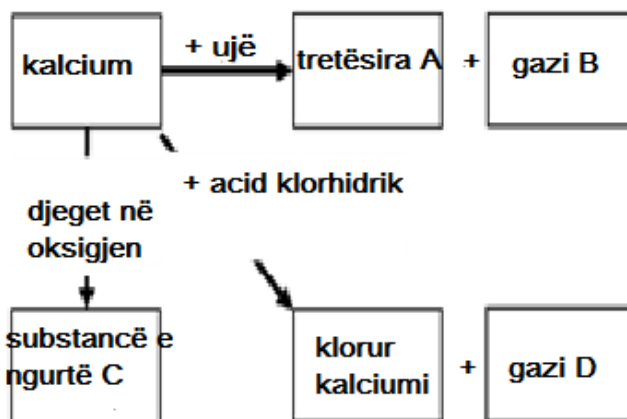 kalcium
+ ujë
tretësira A
+
gazi B
+ acid klorhidrik
djeget në
oksigjen
substancë e
ngurtë C
klorur
kalciumi
+
gazi D